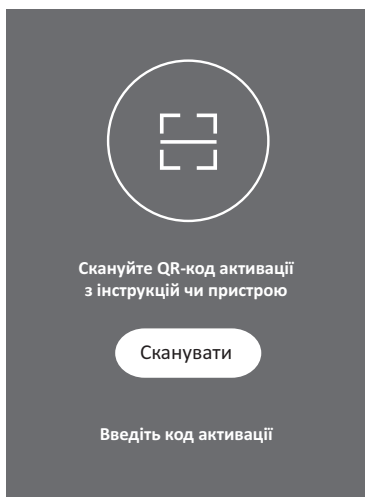 Скануйте QR-код активації
з інструкцій чи пристрою
Сканувати
Введіть код активації